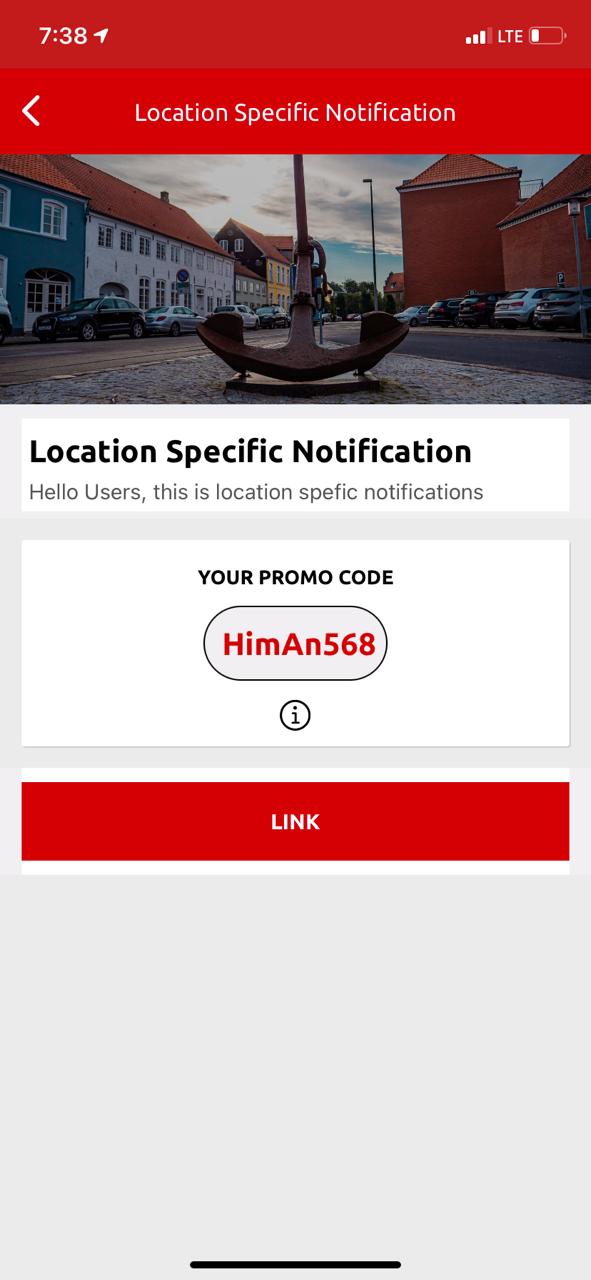 7:38
LTE
Location Specific Notification
P
Location Specific Notification
Hello Users, this is location spefic notifications
YOUR PROMO CODE
HimAn568
i
LINK